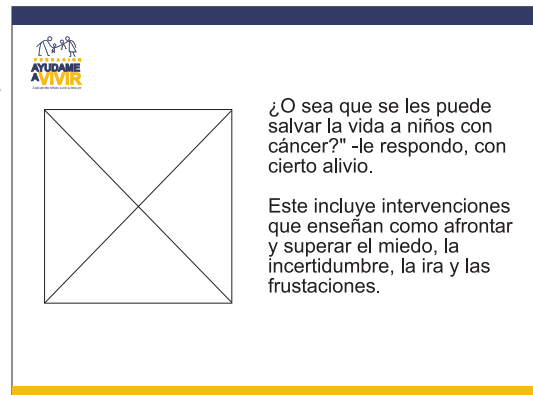 FUNDACION
AYUDAME
A VIVIR
¿O sea que se les puede
salvar la vida a niños con
cáncer?" -le respondo, con
cierto alivio.
Este incluye intervenciones
que enseñan como afrontar
y superar el miedo, la
incertidumbre, la ira y las
frustaciones.